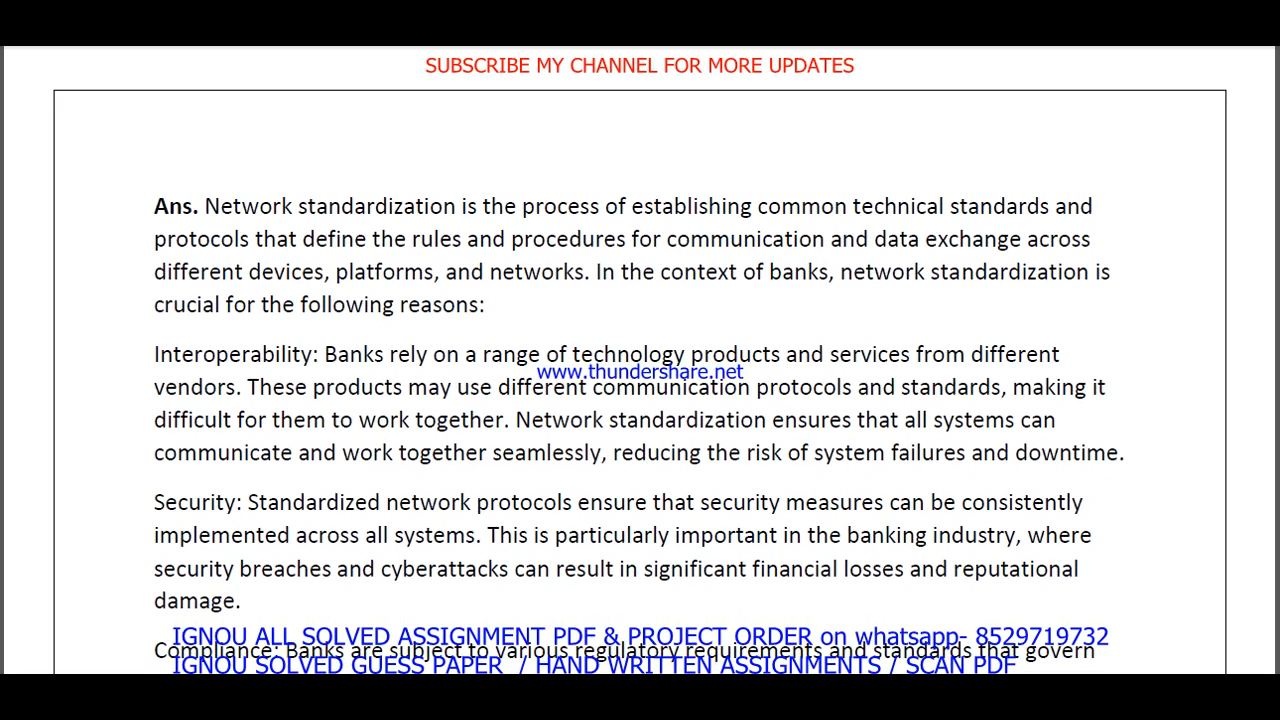 SUBSCRIBE MY CHANNEL FOR MORE UPDATES
Ans. Network standardization is the process of establishing common technical standards and
protocols that define the rules and procedures for communication and data exchange across
different devices, platforms, and networks. In the context of banks, network standardization is
crucial for the following reasons:
Interoperability: Banks rely on a range of technology products and services from different
www.thundershare.net
vendors. These products may use different communication protocols and standards, making it
difficult for them to work together. Network standardization ensures that all systems can
communicate and work together seamlessly, reducing the risk of system failures and downtime.
Security: Standardized network protocols ensure that security measures can be consistently
implemented across all systems. This is particularly important in the banking industry, where
security breaches and cyberattacks can result in significant financial losses and reputational
damage.
IGNOU ALL SOLVED ASSIGNMENT PDF & PROJECT ORDER on whatsapp- 8529719732
Compliance: Banks are subject to various regulatory requirements and standards that govern
IGNOU SOLVED GUESS PAPER / HAND WRITTEN ASSIGNMENTS / SCAN PDF